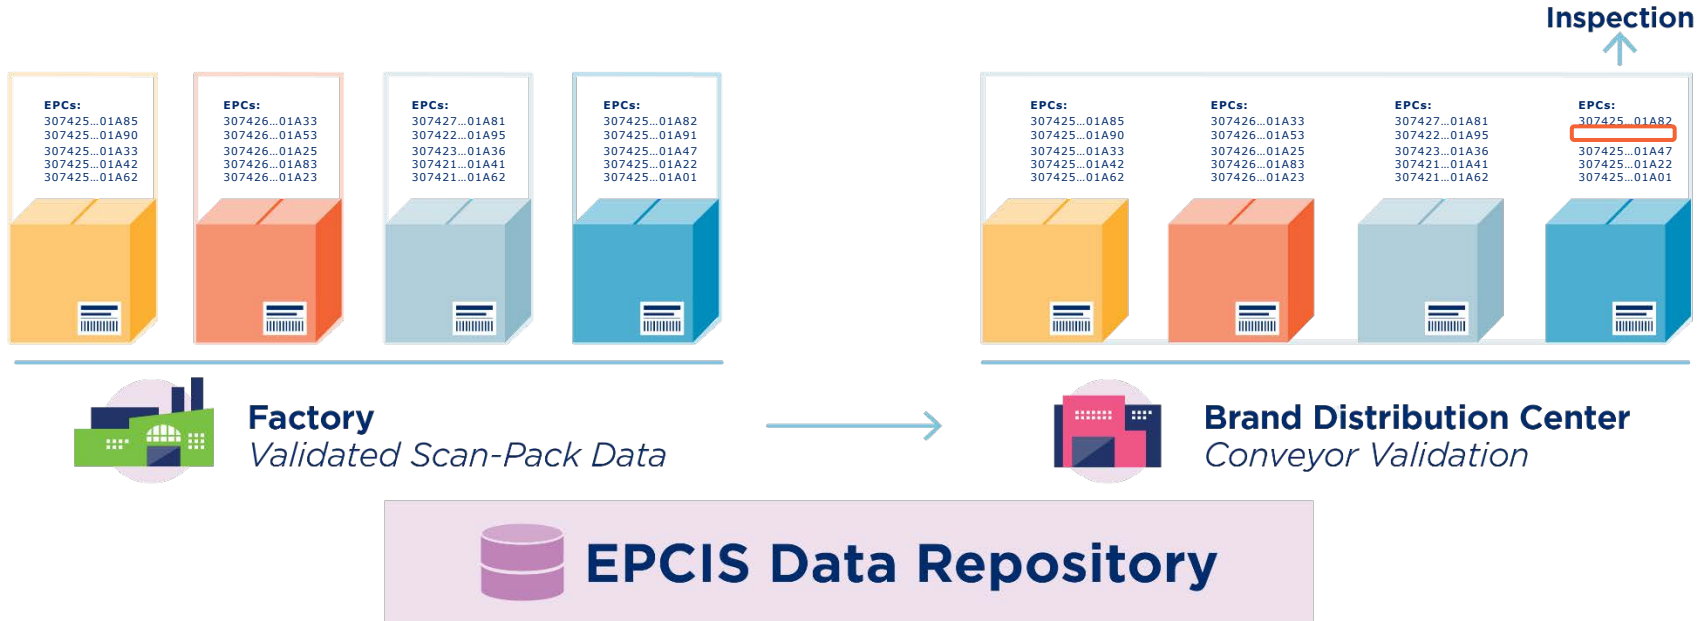 Inspection
EPCs:
307425...01A85
307425...01A90
307425...01A33
307425...01A42
307425...01A62
EPCs:
307426...01A33
307426...01A53
307426...01A25
307426...01A83
307426...01A23
EPCs:
307427...01A81
307422...01A95
307423...01A36
307421...01A41
307421...01A62
EPCs:
307425...01A82
307425...01A91
307425...01A47
307425...01A22
307425...01A01
EPCs:
307425...01A85
307425...01A90
307425...01A33
307425...01A42
307425...01A62
EPCs:
307426...01A33
307426...01A53
307426...01A25
307426...01A83
307426...01A23
EPCs:
307427...01A81
307422...01A95
307423...01A36
307421...01A41
307421...01A62
EPCs:
307425...01A82
307425...01A47
307425...01A22
307425...01A01
Factory
Validated Scan-Pack Data
Brand Distribution Center
Conveyor Validation
EPCIS Data Repository